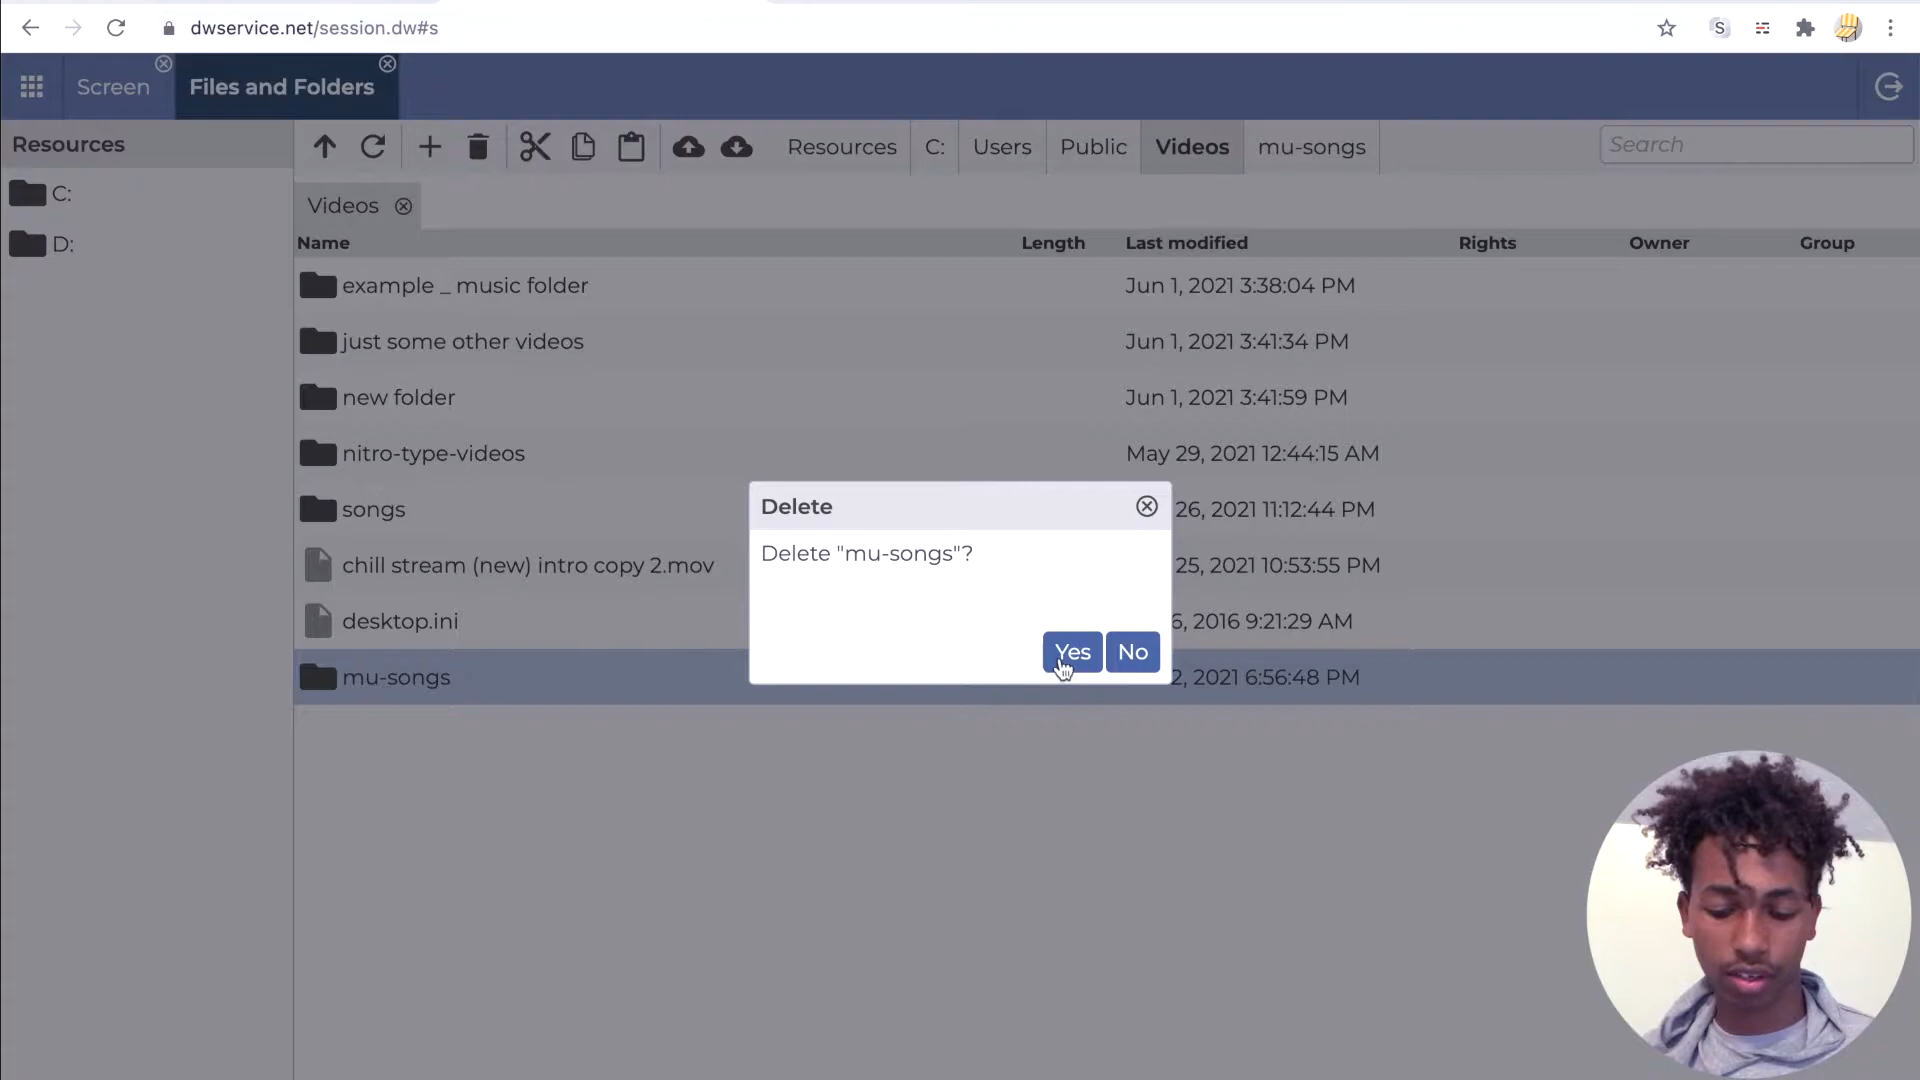 dwservice.net/session.dw#s
S
Screen
Files and Folders
Resources
Resources C: Users Public Videos mu-songs
Search
C:
D:
Videos
Name Length Last modified Rights Owner Group
example _ music folder Jun 1, 2021 3:38:04 PM
just some other videos Jun 1, 2021 3:41:34 PM
new folder Jun 1, 2021 3:41:59 PM
nitro-type-videos May 29, 2021 12:44:15 AM
songs 26, 2021 11:12:44 PM
chill stream (new) intro copy 2.mov 25, 2021 10:53:55 PM
desktop.ini 6, 2016 9:21:29 AM
mu-songs 2, 2021 6:56:48 PM
Delete
Delete "mu-songs"?
Yes No